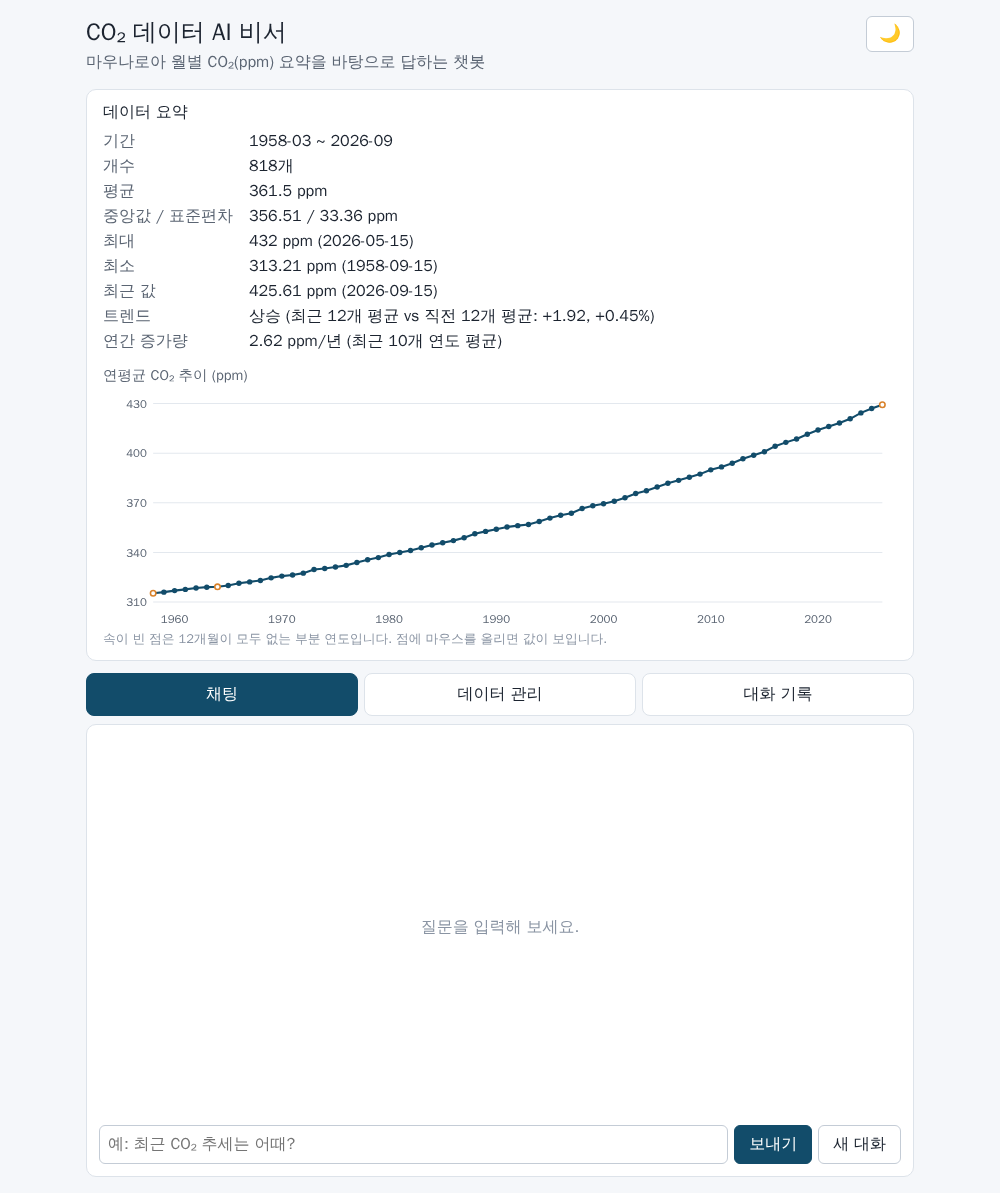 CO₂ 데이터 AI 비서
🌙
마우나로아 월별 CO₂(ppm) 요약을 바탕으로 답하는 챗봇
데이터 요약
기간 1958-03 ~ 2026-09
개수 818개
평균 361.5 ppm
중앙값 / 표준편차 356.51 / 33.36 ppm
최대 432 ppm (2026-05-15)
최소 313.21 ppm (1958-09-15)
최근 값 425.61 ppm (2026-09-15)
트렌드 상승 (최근 12개 평균 vs 직전 12개 평균: +1.92, +0.45%)
연간 증가량 2.62 ppm/년 (최근 10개 연도 평균)
연평균 CO₂ 추이 (ppm)
430
400
370
340
310
1960 1970 1980 1990 2000 2010 2020
속이 빈 점은 12개월이 모두 없는 부분 연도입니다. 점에 마우스를 올리면 값이 보입니다.
채팅 데이터 관리 대화 기록
질문을 입력해 보세요.
예: 최근 CO₂ 추세는 어때? 보내기 새 대화